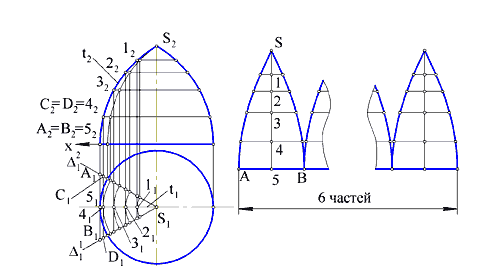 S₂
t₂
1₂
2₂
3₂
C₂=D₂=4₂
A₂=B₂=5₂
x
Δ₁²
A₁
C₁
5₁
4₁
B₁
Δ₁¹
D₁
3₁
2₁
1₁
t₁
S₁
S
1
2
3
4
A
5
B
6 частей